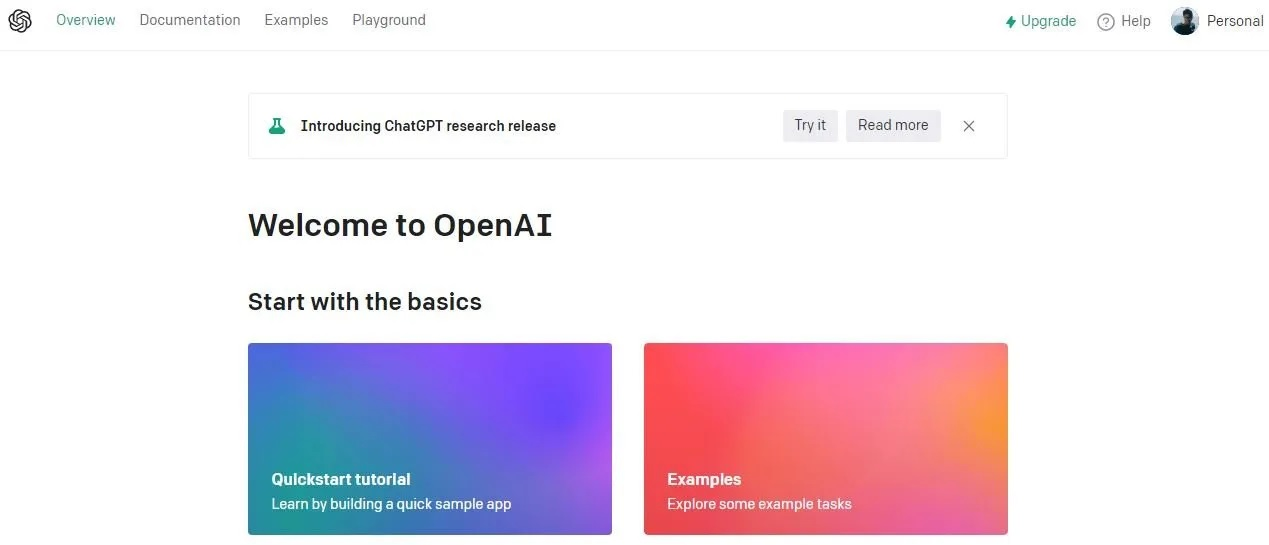 Overview Documentation Examples Playground Upgrade Help Personal
Introducing ChatGPT research release Try it Read more
Welcome to OpenAI
Start with the basics
Quickstart tutorial
Learn by building a quick sample app
Examples
Explore some example tasks